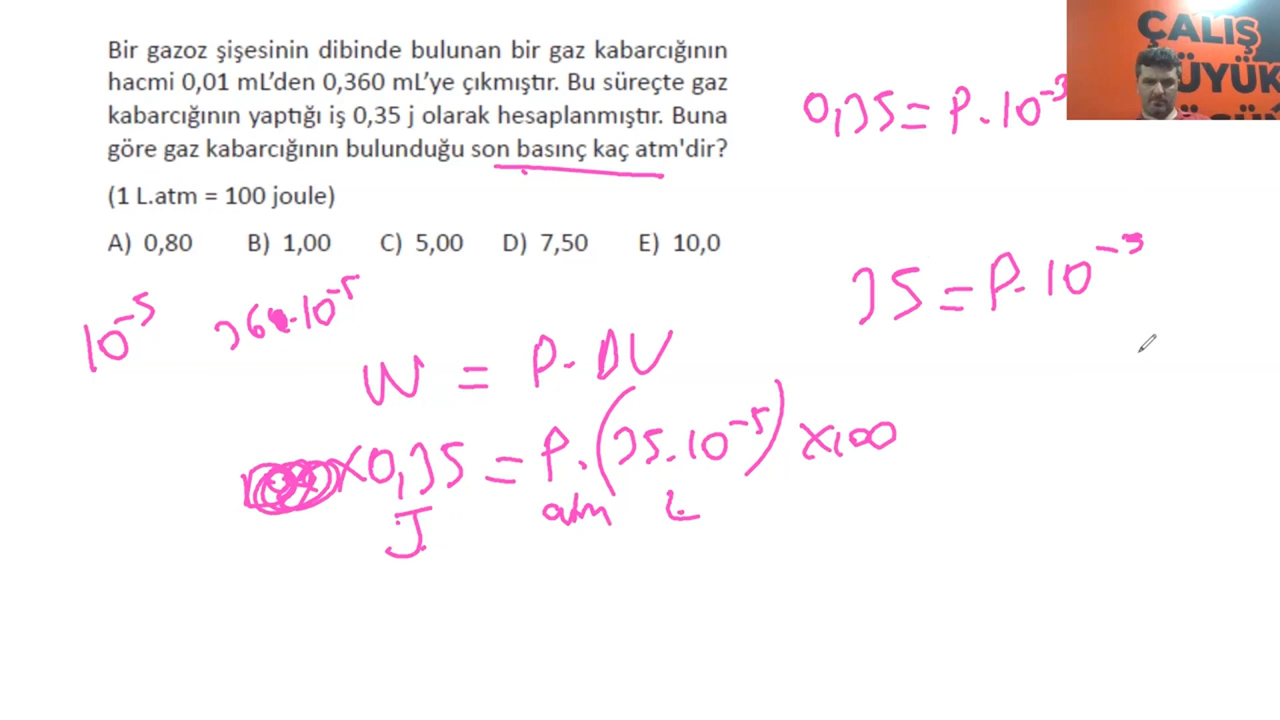 Bir gazoz şişesinin dibinde bulunan bir gaz kabarcığının
hacmi 0,01 mL'den 0,360 mL'ye çıkmıştır. Bu süreçte gaz
kabarcığının yaptığı iş 0,35 j olarak hesaplanmıştır. Buna
göre gaz kabarcığının bulunduğu son basınç kaç atm'dir?
(1 L.atm = 100 joule)
A) 0,80 B) 1,00 C) 5,00 D) 7,50 E) 10,0
ÇALIŞ
ÜYÜK
0,35 = P. 10⁻³
35 = P. 10⁻³
10⁻⁵ 36.10⁻⁵
W = P. ΔV
×0,35 = P. (35.10⁻⁵) ×100
J atm L